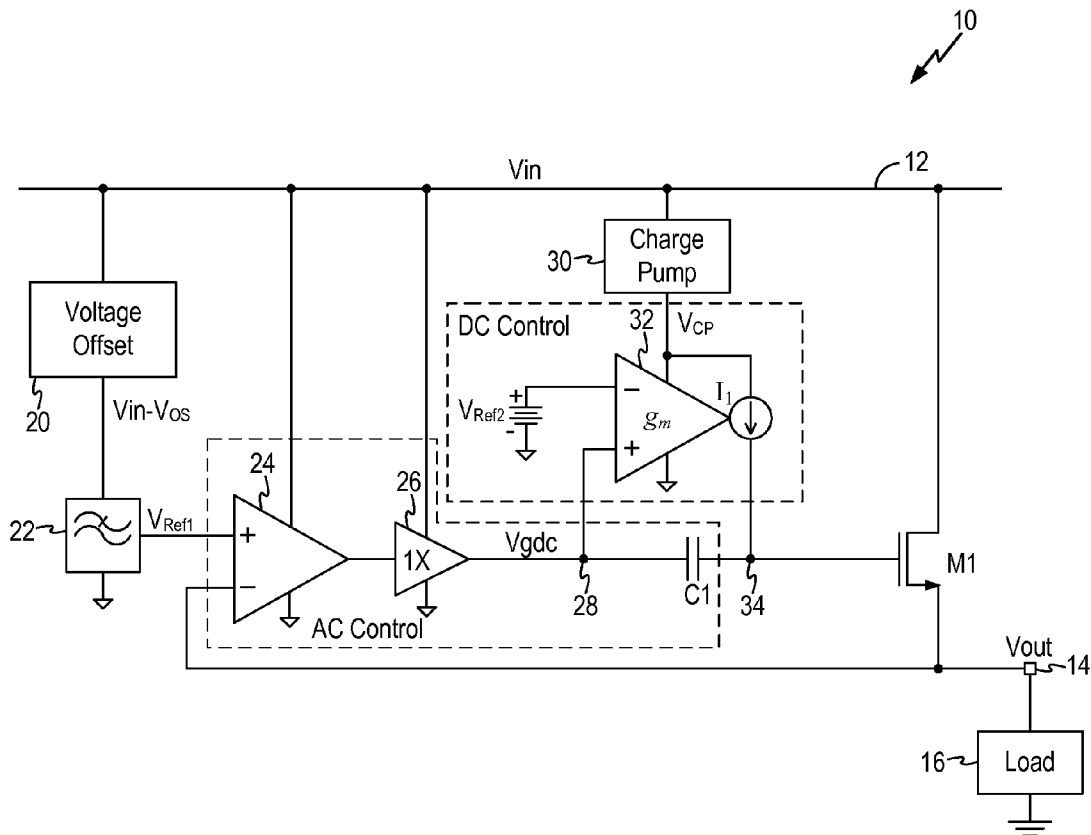 10
Vin
12
Voltage
Offset
20
Vin-VOS
Charge
Pump
30
DC Control
32
VCP
VRef2
+
-
−
gm
+
I1
22
VRef1
24
+
−
26
1X
Vgdc
28
C1
34
M1
AC Control
Vout
14
16
Load